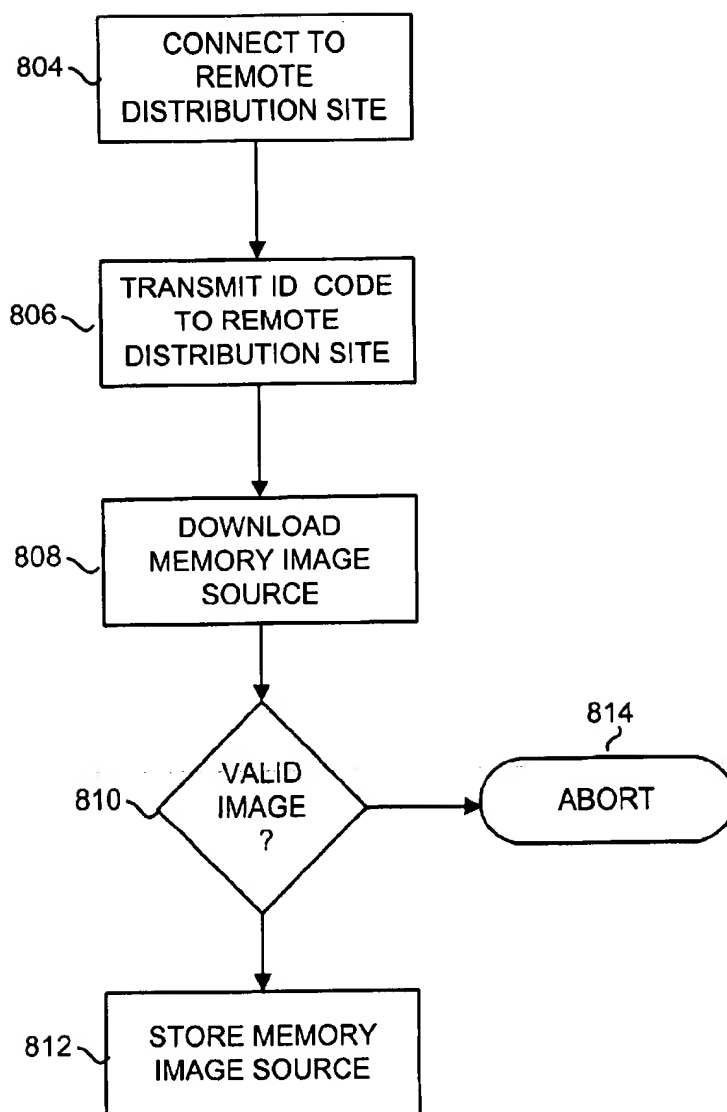 804
CONNECT TO
REMOTE
DISTRIBUTION SITE
806
TRANSMIT ID CODE
TO REMOTE
DISTRIBUTION SITE
808
DOWNLOAD
MEMORY IMAGE
SOURCE
810
VALID
IMAGE
?
814
ABORT
812
STORE MEMORY
IMAGE SOURCE